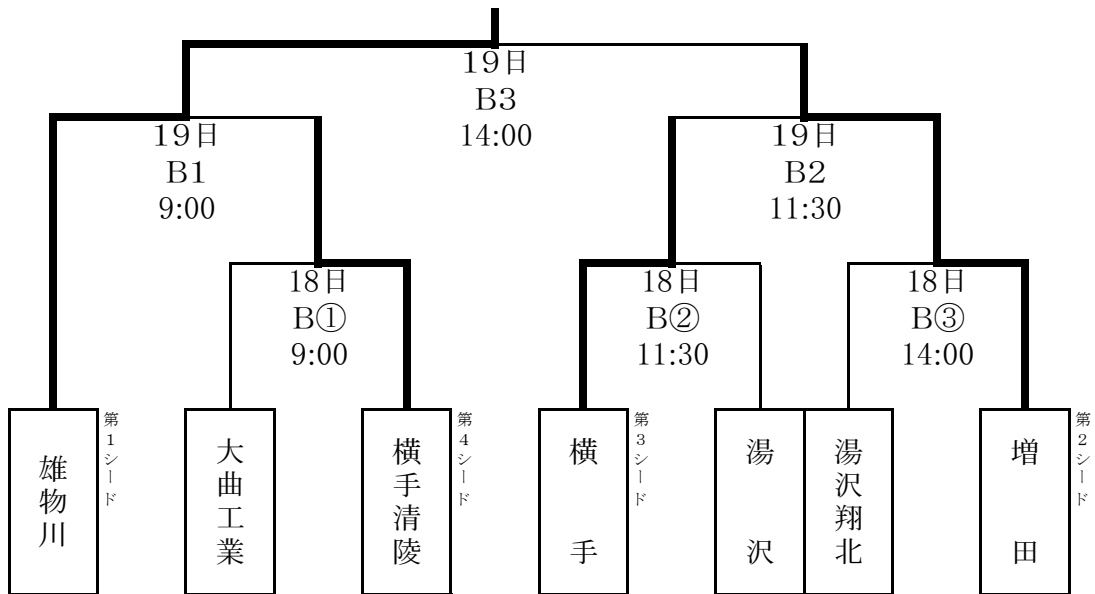 19日
B3
14:00
19日
B1
9:00
19日
B2
11:30
18日
B①
9:00
18日
B②
11:30
18日
B③
14:00
雄物川
第1シード
大曲工業
横手清陵
第4シード
横手
第3シード
湯沢
湯沢翔北
増田
第2シード